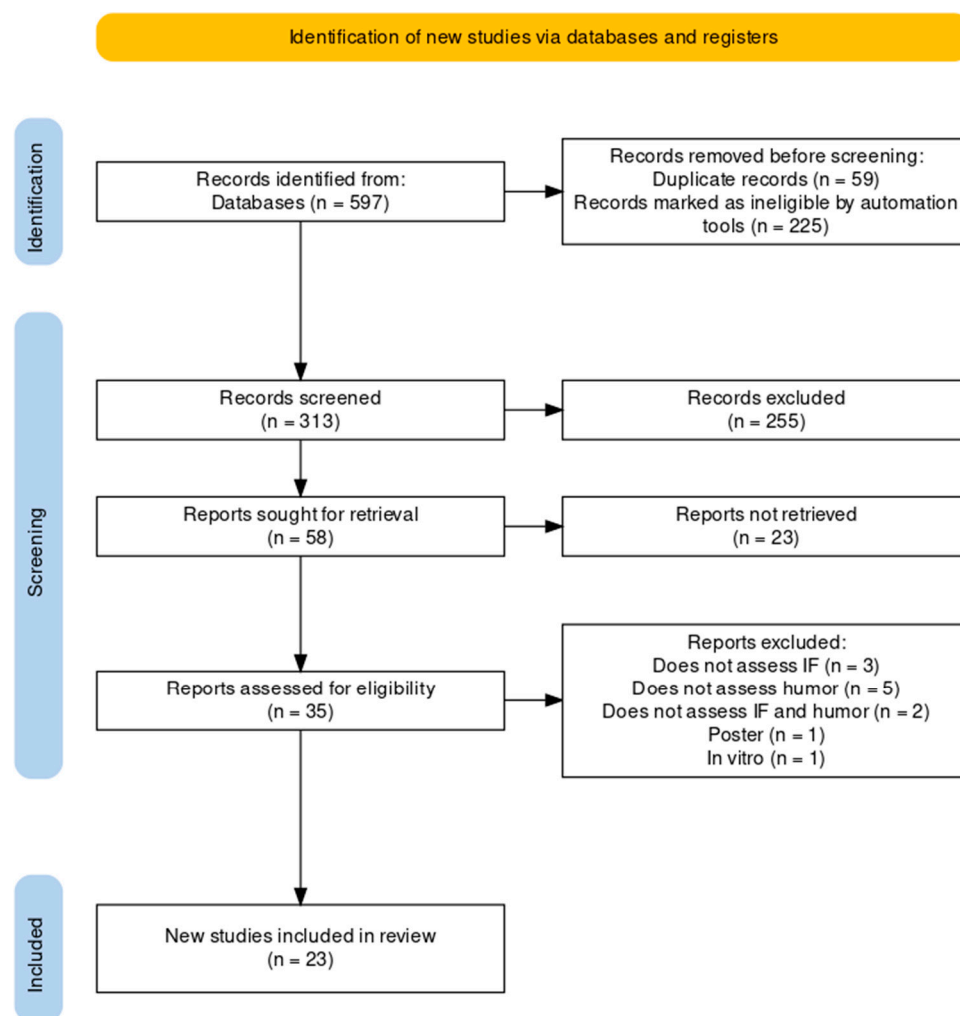 Identification of new studies via databases and registers
Identification
Records identified from:
Databases (n = 597)
Records removed before screening:
Duplicate records (n = 59)
Records marked as ineligible by automation
tools (n = 225)
Screening
Records screened
(n = 313)
Records excluded
(n = 255)
Reports sought for retrieval
(n = 58)
Reports not retrieved
(n = 23)
Reports assessed for eligibility
(n = 35)
Reports excluded:
Does not assess IF (n = 3)
Does not assess humor (n = 5)
Does not assess IF and humor (n = 2)
Poster (n = 1)
In vitro (n = 1)
Included
New studies included in review
(n = 23)